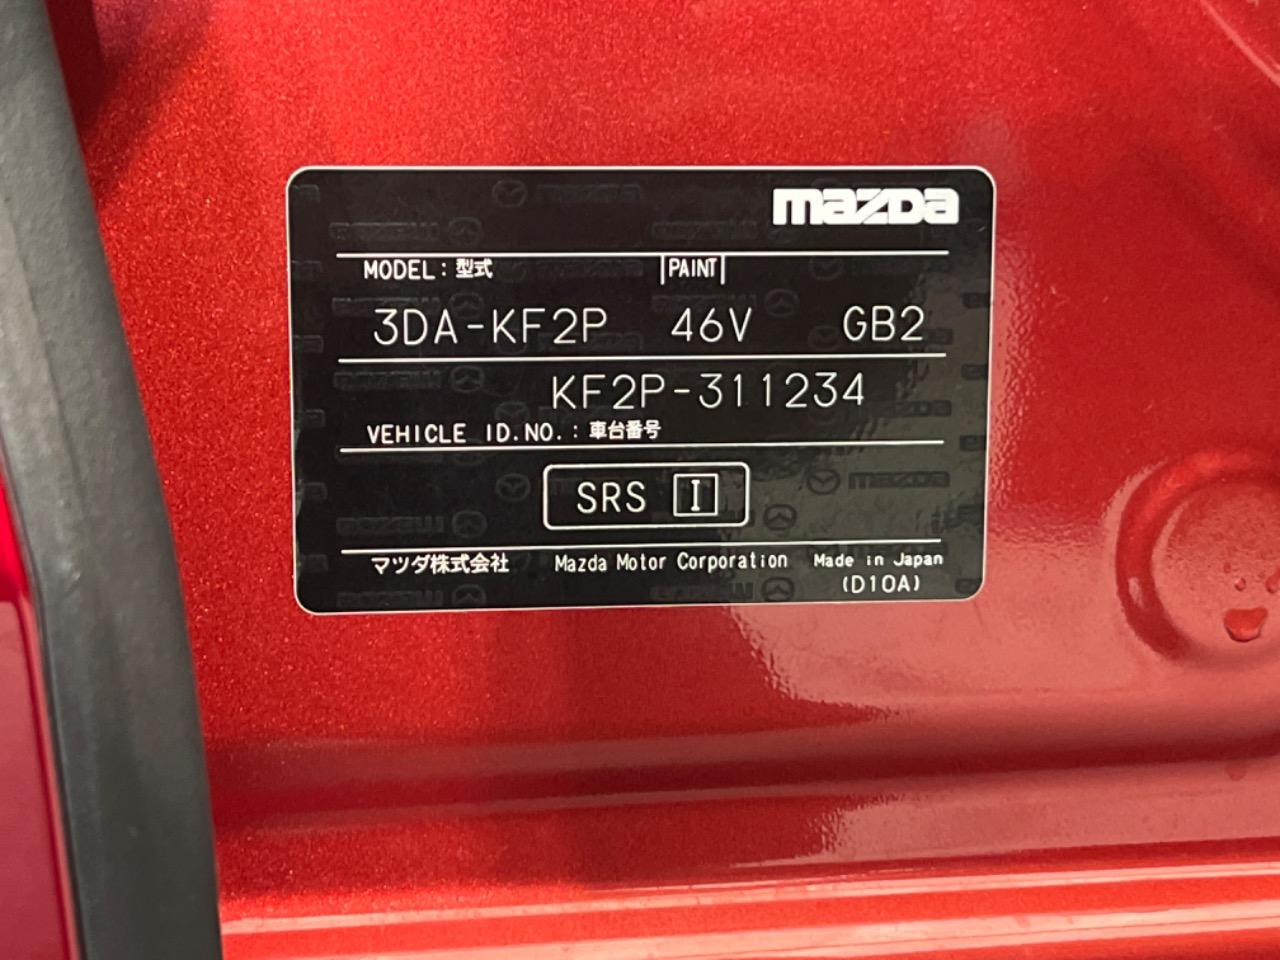 mazda
MODEL：型式 PAINT
3DA-KF2P 46V GB2
KF2P-311234
VEHICLE ID.NO.：車台番号
SRS I
マツダ株式会社 Mazda Motor Corporation Made in Japan
(D10A)